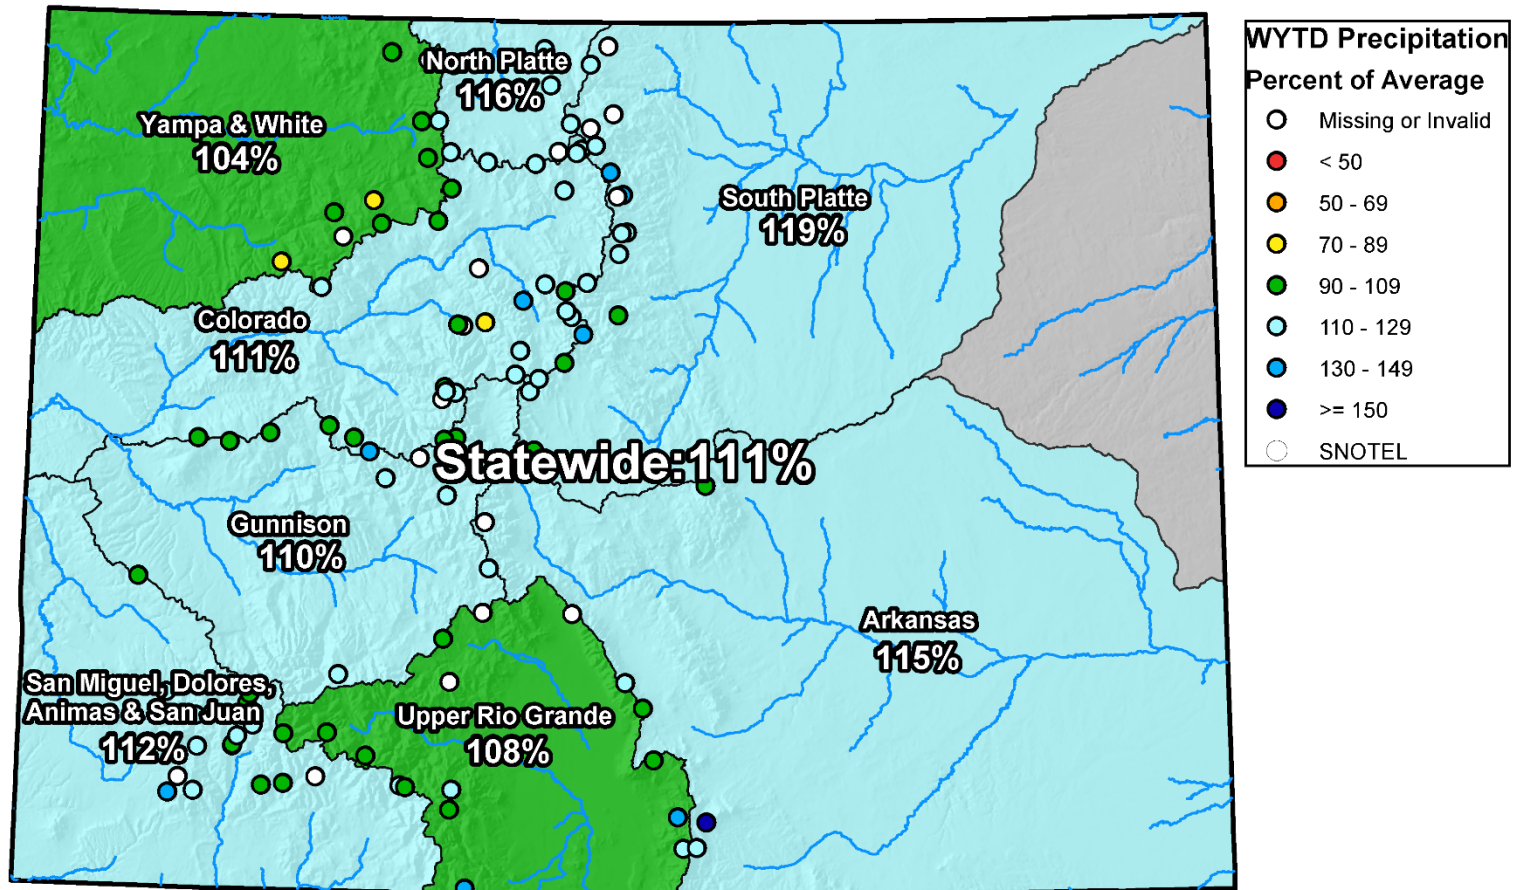 North Platte
116%
Yampa & White
104%
South Platte
119%
Colorado
111%
Statewide:111%
Gunnison
110%
Arkansas
115%
San Miguel, Dolores,
Animas & San Juan
112%
Upper Rio Grande
108%
WYTD Precipitation
Percent of Average
Missing or Invalid
< 50
50 - 69
70 - 89
90 - 109
110 - 129
130 - 149
>= 150
SNOTEL